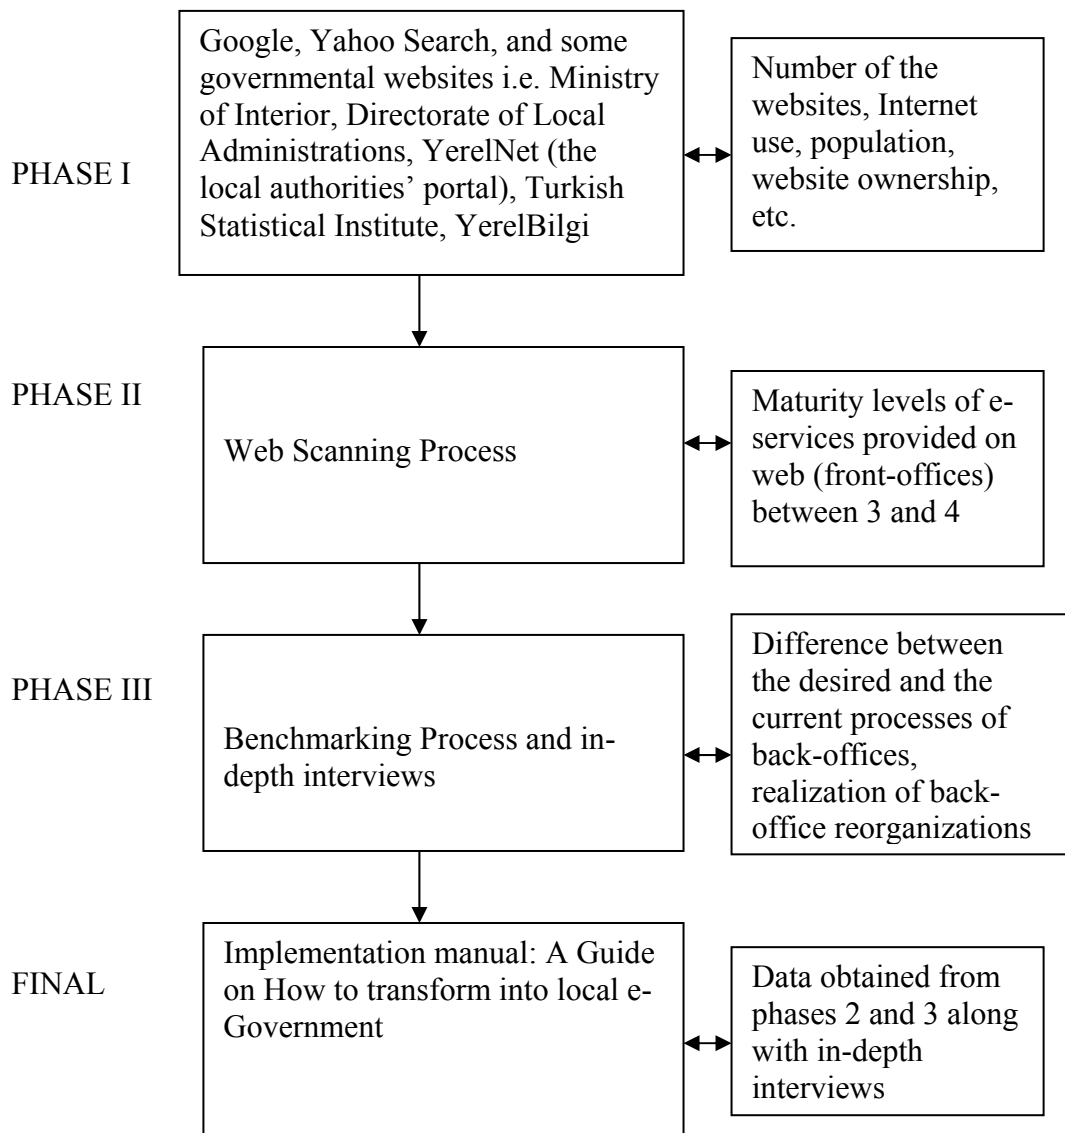 PHASE I
Google, Yahoo Search, and some
governmental websites i.e. Ministry
of Interior, Directorate of Local
Administrations, YerelNet (the
local authorities’ portal), Turkish
Statistical Institute, YerelBilgi
Number of the
websites, Internet
use, population,
website ownership,
etc.
PHASE II
Web Scanning Process
Maturity levels of e-
services provided on
web (front-offices)
between 3 and 4
PHASE III
Benchmarking Process and in-
depth interviews
Difference between
the desired and the
current processes of
back-offices,
realization of back-
office reorganizations
FINAL
Implementation manual: A Guide
on How to transform into local e-
Government
Data obtained from
phases 2 and 3 along
with in-depth
interviews